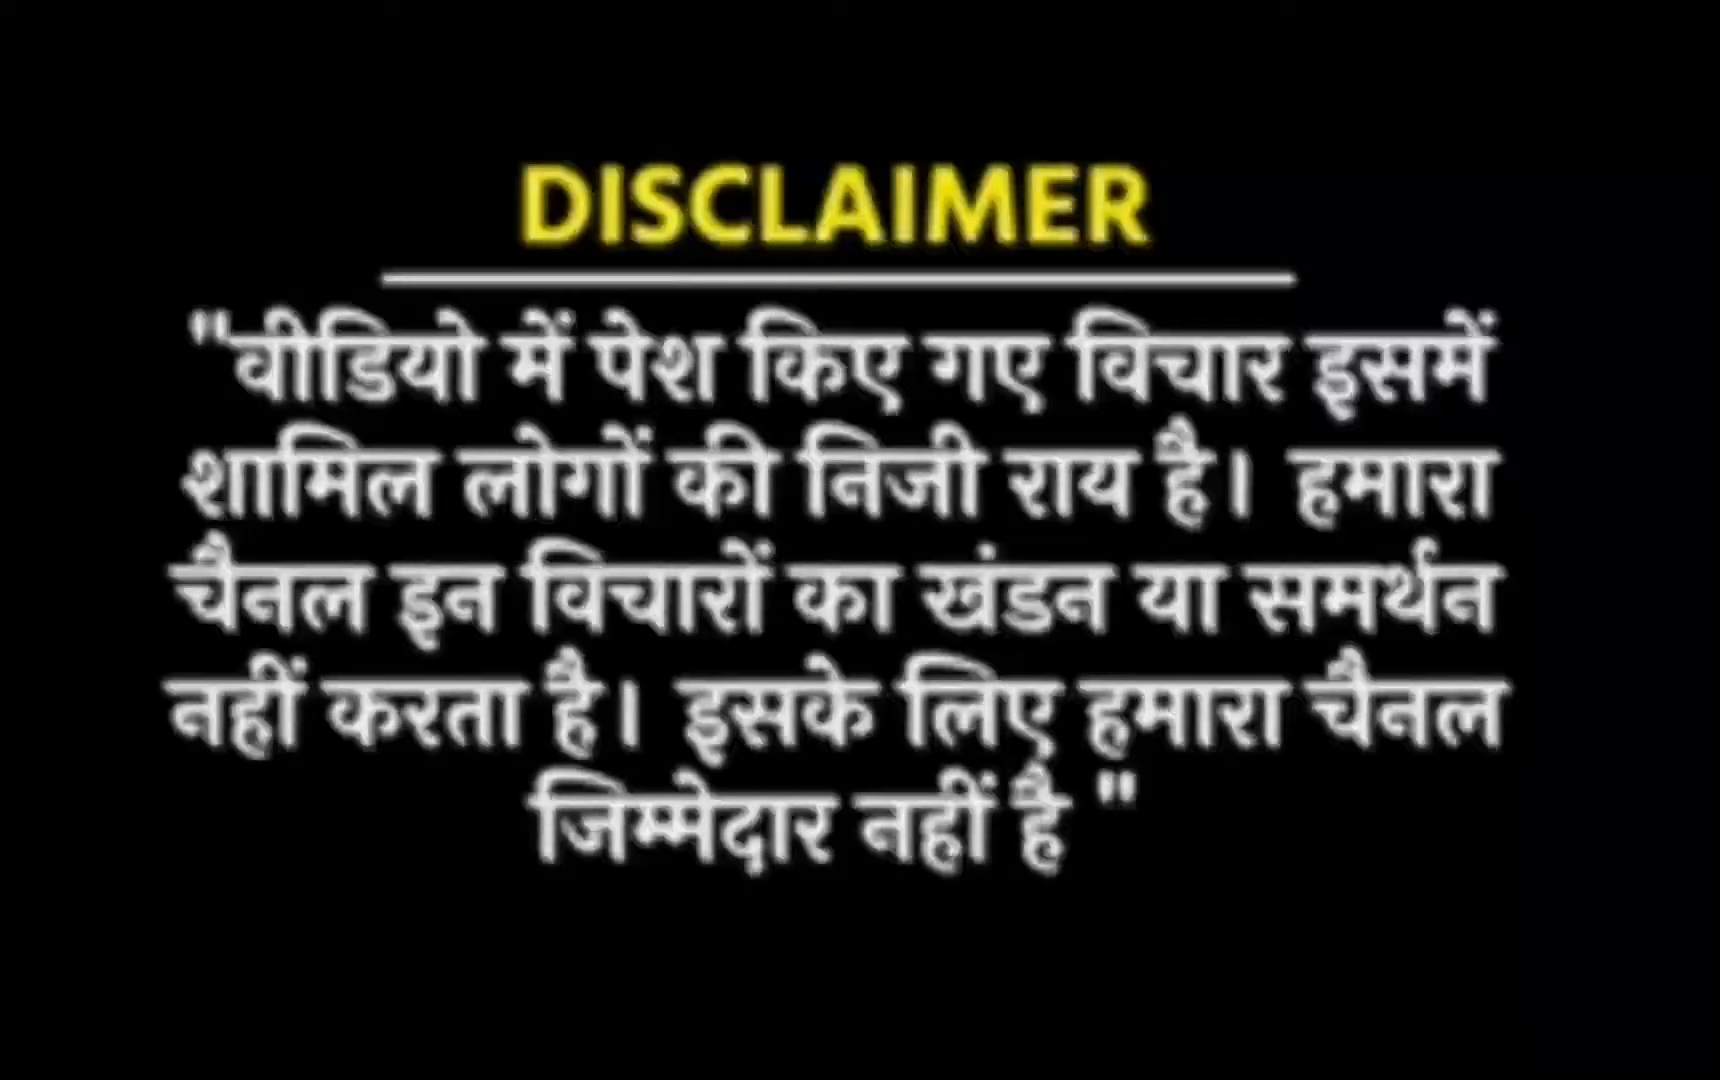 DISCLAIMER
"वीडियो में पेश किए गए विचार इसमें
शामिल लोगों की निजी राय है। हमारा
चैनल इन विचारों का खंडन या समर्थन
नहीं करता है। इसके लिए हमारा चैनल
जिम्मेदार नहीं है "